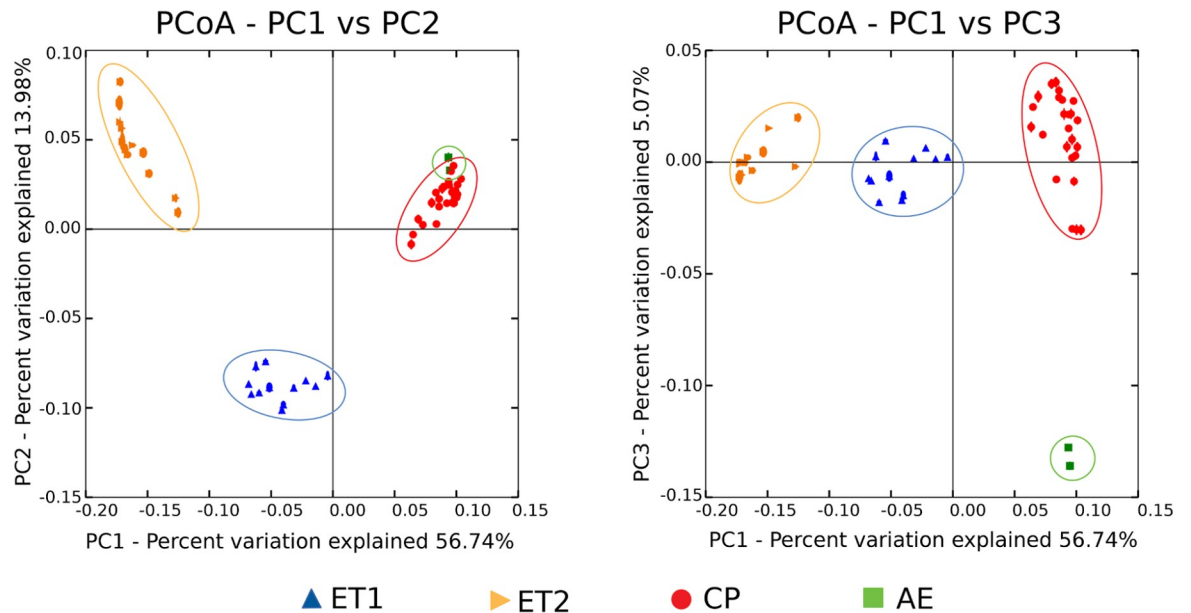 PCoA - PC1 vs PC2
0.10
0.05
0.00
-0.05
-0.10
-0.15
PC2 - Percent variation explained 13.98%
-0.20 -0.15 -0.10 -0.05 0.00 0.05 0.10 0.15
PC1 - Percent variation explained 56.74%
PCoA - PC1 vs PC3
0.05
0.00
-0.05
-0.10
-0.15
PC3 - Percent variation explained 5.07%
-0.20 -0.15 -0.10 -0.05 0.00 0.05 0.10 0.15
PC1 - Percent variation explained 56.74%
ET1 ET2 CP AE